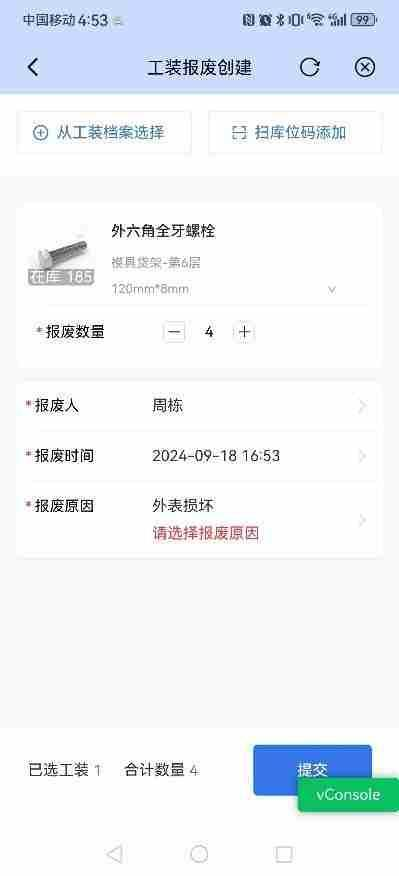 中国移动 4:53
99
工装报废创建
从工装档案选择
扫库位码添加
外六角全牙螺栓
在库 185
模具货架-第6层
120mm*8mm
*报废数量
4
*报废人 周栋
*报废时间 2024-09-18 16:53
*报废原因 外表损坏
请选择报废原因
已选工装 1 合计数量 4
提交
vConsole